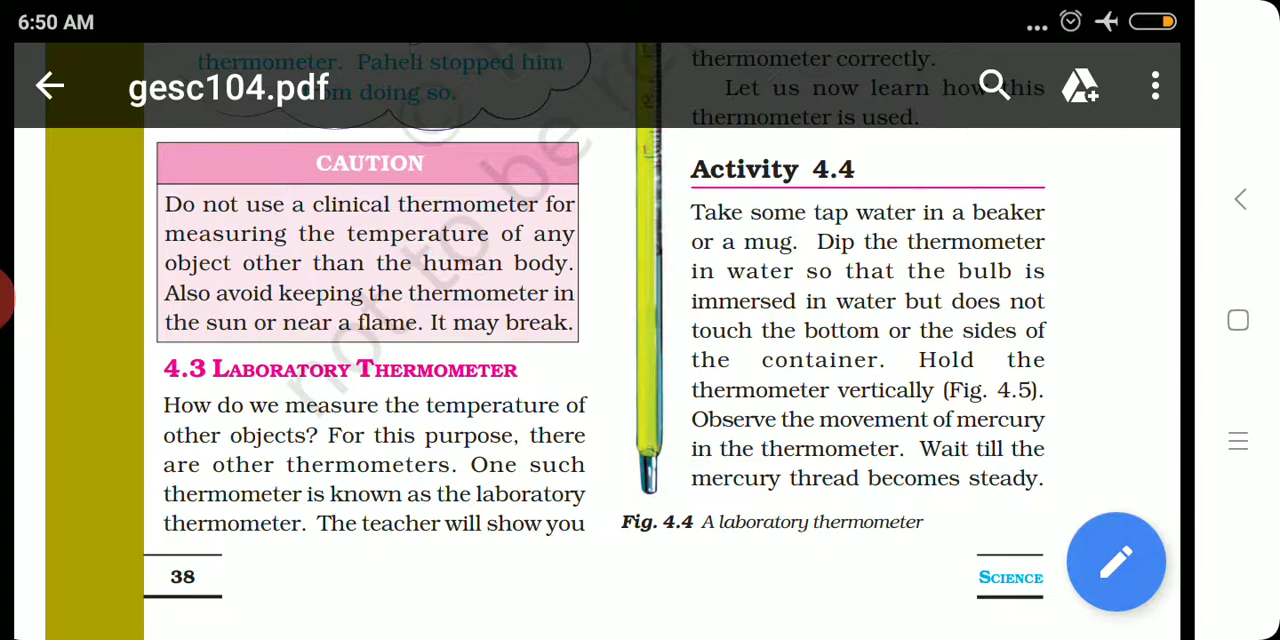 6:50 AM
gesc104.pdf
thermometer. Paheli stopped him
from doing so.
CAUTION
Do not use a clinical thermometer for
measuring the temperature of any
object other than the human body.
Also avoid keeping the thermometer in
the sun or near a flame. It may break.
4.3 LABORATORY THERMOMETER
How do we measure the temperature of
other objects? For this purpose, there
are other thermometers. One such
thermometer is known as the laboratory
thermometer. The teacher will show you
38
thermometer correctly.
Let us now learn how this
thermometer is used.
Activity 4.4
Take some tap water in a beaker
or a mug. Dip the thermometer
in water so that the bulb is
immersed in water but does not
touch the bottom or the sides of
the container. Hold the
thermometer vertically (Fig. 4.5).
Observe the movement of mercury
in the thermometer. Wait till the
mercury thread becomes steady.
Fig. 4.4 A laboratory thermometer
SCIENCE
not to be re